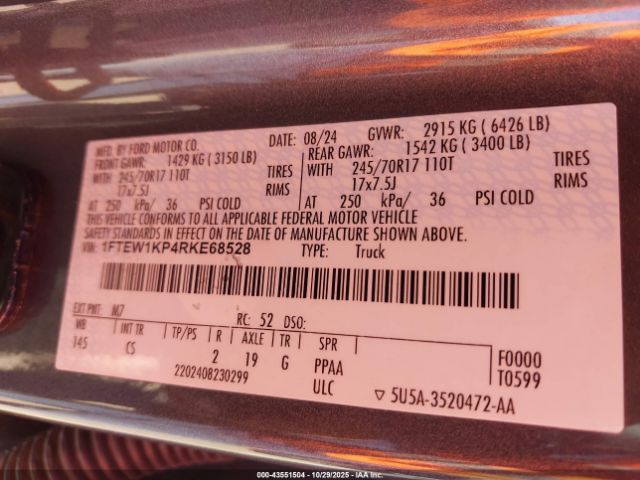 MFD. BY FORD MOTOR CO.
DATE: 08/24 GVWR: 2915 KG ( 6426 LB)
FRONT GAWR: 1429 KG ( 3150 LB)
REAR GAWR: 1542 KG ( 3400 LB)
WITH 245/70R17 110T TIRES
WITH 245/70R17 110T TIRES
17x7.5J RIMS
17x7.5J RIMS
AT 250 kPa/ 36 PSI COLD
AT 250 kPa/ 36 PSI COLD
THIS VEHICLE CONFORMS TO ALL APPLICABLE FEDERAL MOTOR VEHICLE
SAFETY STANDARDS IN EFFECT ON THE DATE OF MANUFACTURE SHOWN ABOVE.
VIN: 1FTEW1KP4RKE68528 TYPE: Truck
EXT PNT: M7 RC: 52 DSO:
WB INT TR TP/PS R AXLE TR SPR
145 CS 2 19 G PPAA F0000
2202408230299 ULC T0599
5U5A-3520472-AA
000-43551504 | 10/29/2025 - IAA Inc.